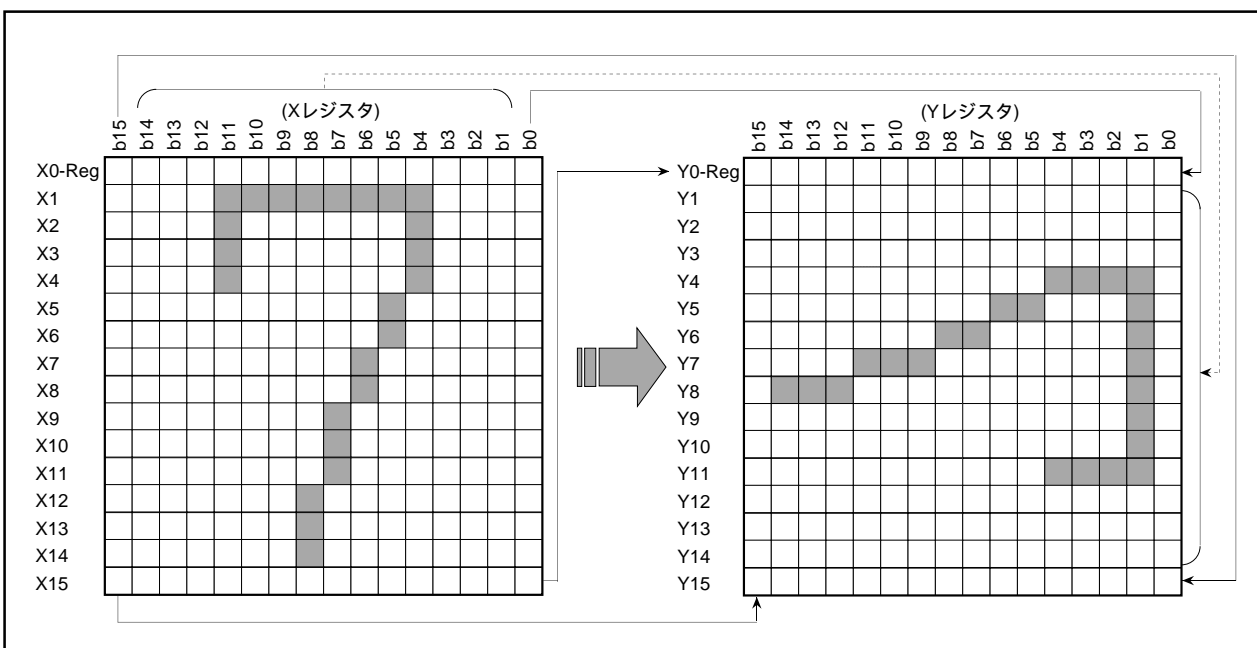 (Xレジスタ) (Yレジスタ)
b15 b14 b13 b12 b11 b10 b9 b8 b7 b6 b5 b4 b3 b2 b1 b0 b15 b14 b13 b12 b11 b10 b9 b8 b7 b6 b5 b4 b3 b2 b1 b0
X0-Reg Y0-Reg
X1 Y1
X2 Y2
X3 Y3
X4 Y4
X5 Y5
X6 Y6
X7 Y7
X8 Y8
X9 Y9
X10 Y10
X11 Y11
X12 Y12
X13 Y13
X14 Y14
X15 Y15